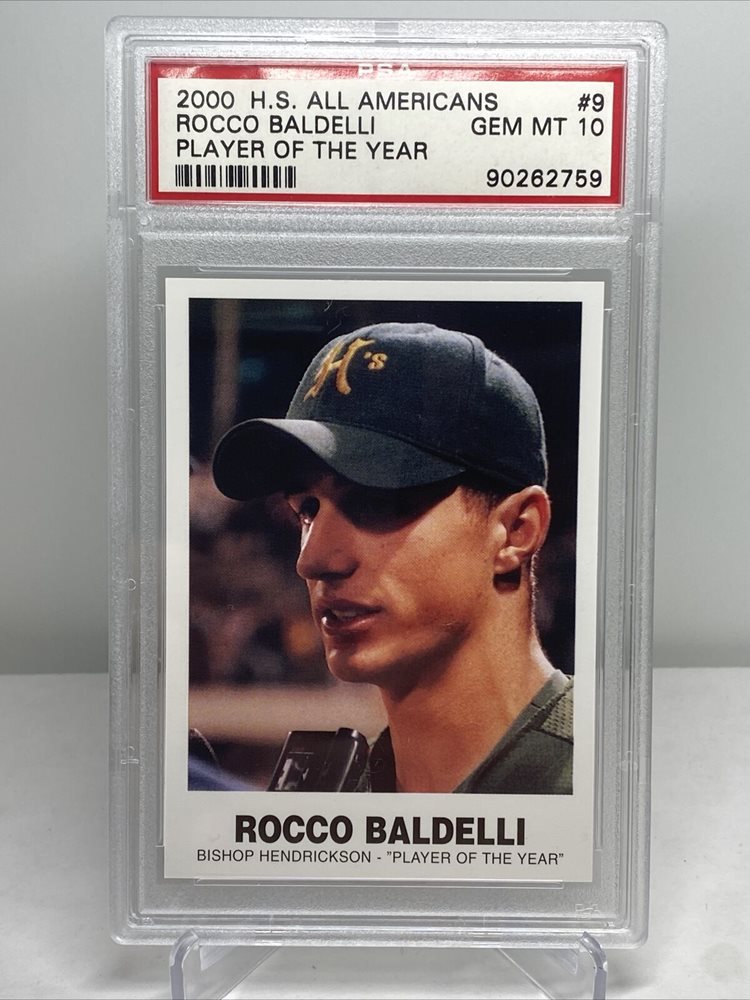 PSA
2000 H.S. ALL AMERICANS #9
ROCCO BALDELLI GEM MT 10
PLAYER OF THE YEAR
90262759
H's
ROCCO BALDELLI
BISHOP HENDRICKSON - "PLAYER OF THE YEAR"